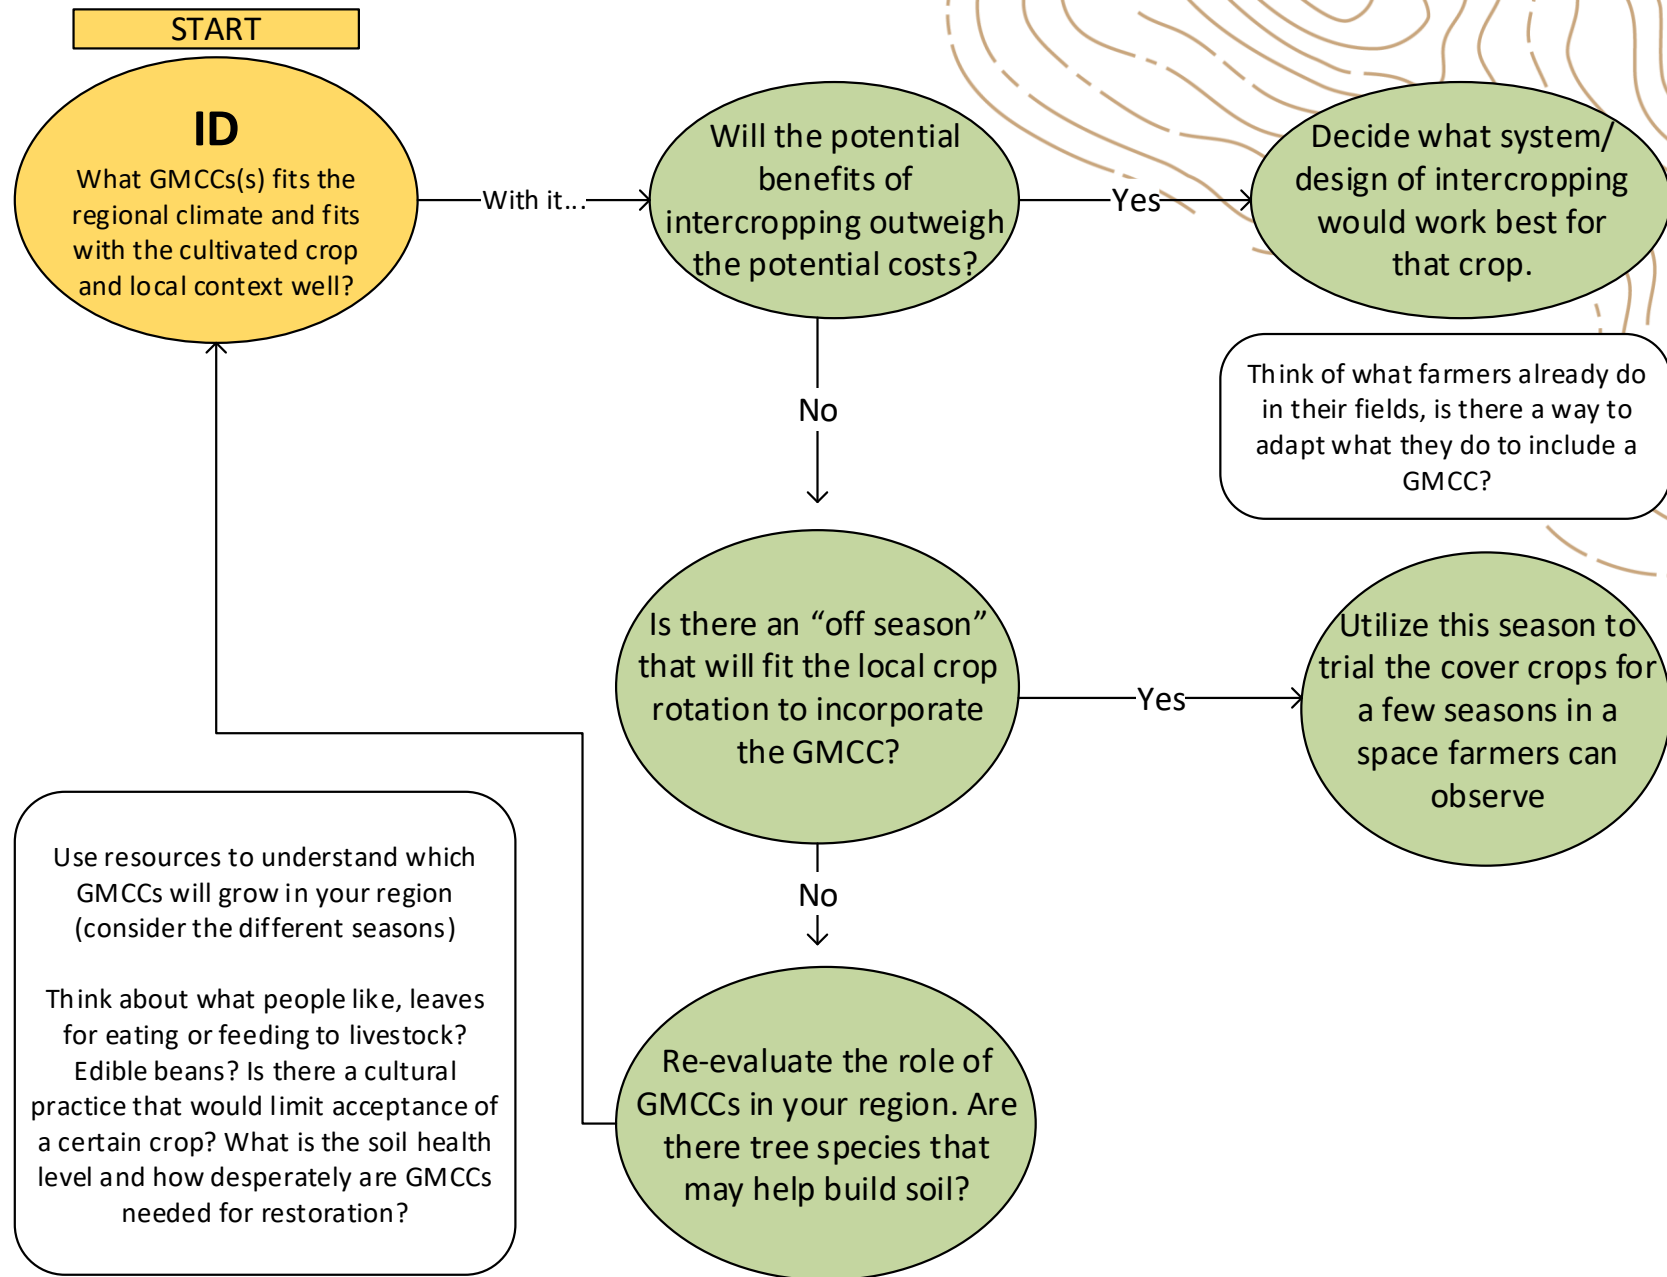 START
ID
What GMCCs(s) fits the
regional climate and fits
with the cultivated crop
and local context well?
With it...
Will the potential
benefits of
intercropping outweigh
the potential costs?
Yes
Decide what system/
design of intercropping
would work best for
that crop.
Think of what farmers already do
in their fields, is there a way to
adapt what they do to include a
GMCC?
No
Is there an “off season”
that will fit the local crop
rotation to incorporate
the GMCC?
Yes
Utilize this season to
trial the cover crops for
a few seasons in a
space farmers can
observe
No
Re-evaluate the role of
GMCCs in your region. Are
there tree species that
may help build soil?
Use resources to understand which
GMCCs will grow in your region
(consider the different seasons)
Think about what people like, leaves
for eating or feeding to livestock?
Edible beans? Is there a cultural
practice that would limit acceptance of
a certain crop? What is the soil health
level and how desperately are GMCCs
needed for restoration?